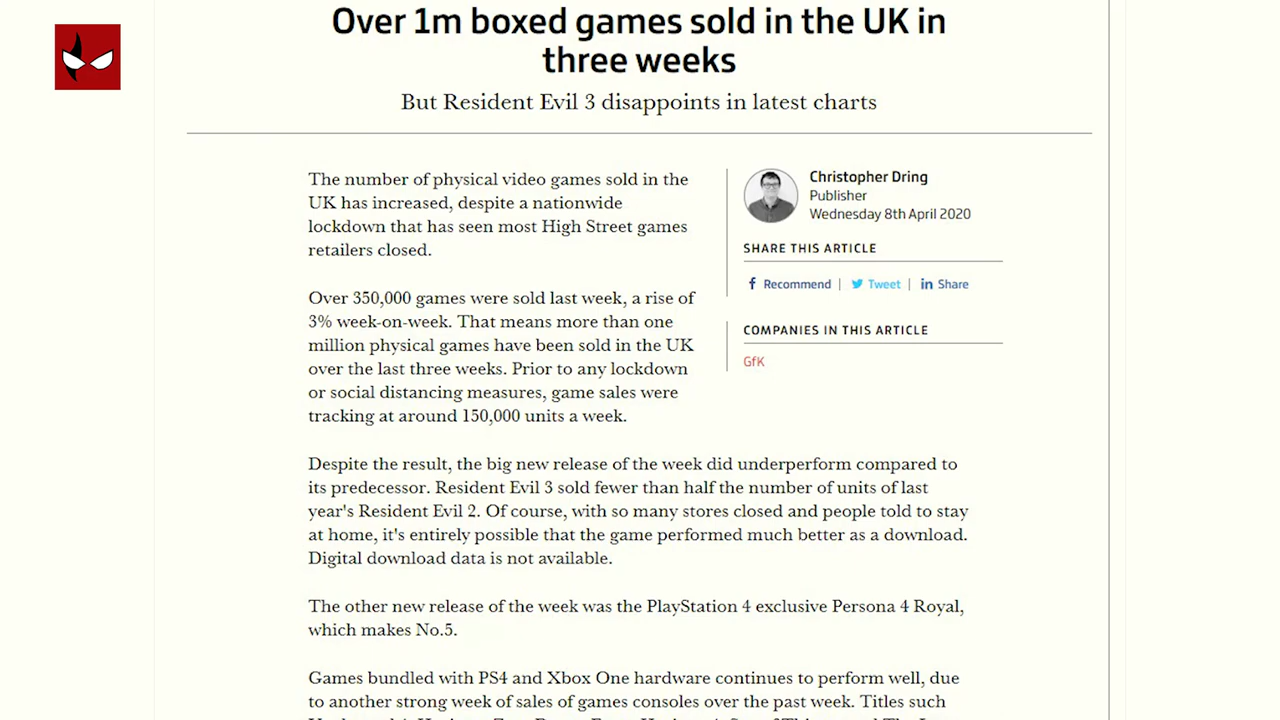 Over 1m boxed games sold in the UK in
three weeks
But Resident Evil 3 disappoints in latest charts
The number of physical video games sold in the
UK has increased, despite a nationwide
lockdown that has seen most High Street games
retailers closed.
Over 350,000 games were sold last week, a rise of
3% week-on-week. That means more than one
million physical games have been sold in the UK
over the last three weeks. Prior to any lockdown
or social distancing measures, game sales were
tracking at around 150,000 units a week.
Christopher Dring
Publisher
Wednesday 8th April 2020
SHARE THIS ARTICLE
Recommend | Tweet | Share
COMPANIES IN THIS ARTICLE
GfK
Despite the result, the big new release of the week did underperform compared to
its predecessor. Resident Evil 3 sold fewer than half the number of units of last
year's Resident Evil 2. Of course, with so many stores closed and people told to stay
at home, it's entirely possible that the game performed much better as a download.
Digital download data is not available.
The other new release of the week was the PlayStation 4 exclusive Persona 4 Royal,
which makes No.5.
Games bundled with PS4 and Xbox One hardware continues to perform well, due
to another strong week of sales of games consoles over the past week. Titles such